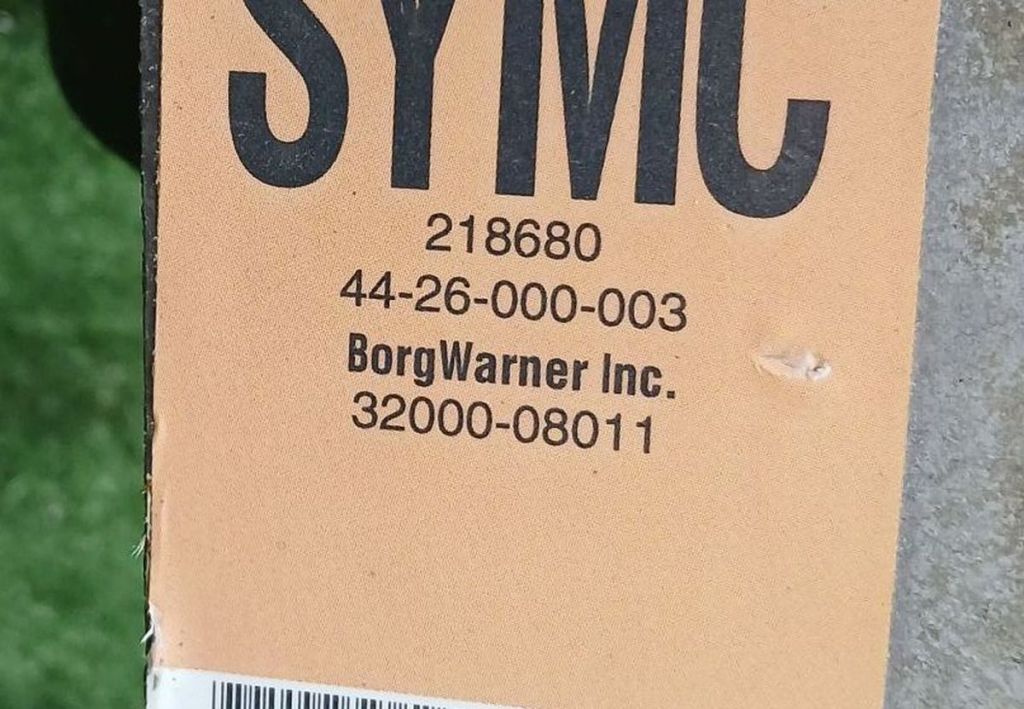 SYMC
218680
44-26-000-003
BorgWarner Inc.
32000-08011